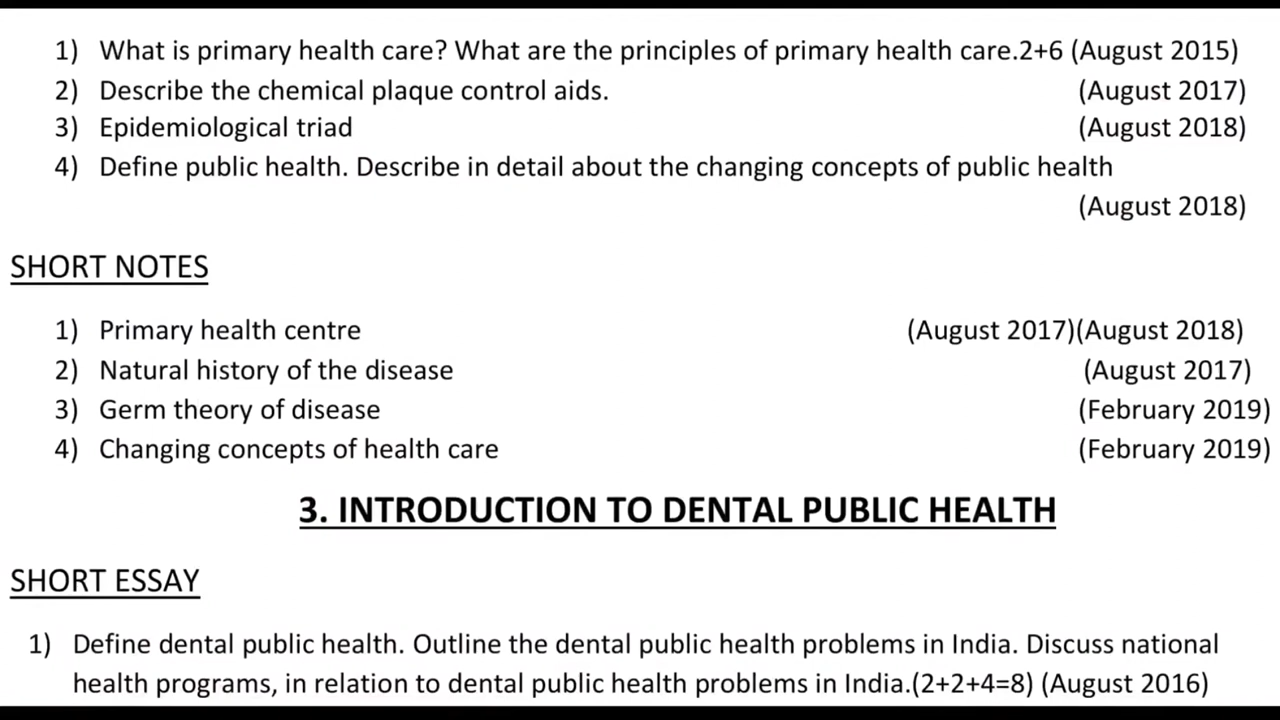 1) What is primary health care? What are the principles of primary health care.2+6 (August 2015)
2) Describe the chemical plaque control aids. (August 2017)
3) Epidemiological triad (August 2018)
4) Define public health. Describe in detail about the changing concepts of public health
(August 2018)
SHORT NOTES
1) Primary health centre (August 2017)(August 2018)
2) Natural history of the disease (August 2017)
3) Germ theory of disease (February 2019)
4) Changing concepts of health care (February 2019)
3. INTRODUCTION TO DENTAL PUBLIC HEALTH
SHORT ESSAY
1) Define dental public health. Outline the dental public health problems in India. Discuss national
health programs, in relation to dental public health problems in India.(2+2+4=8) (August 2016)